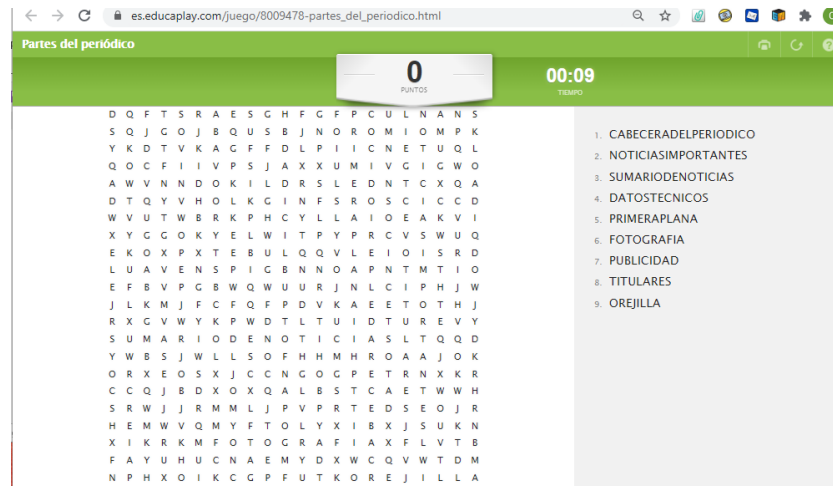 es.educaplay.com/juego/8009478-partes_del_periodico.html
Partes del periódico
0
PUNTOS
00:09
TIEMPO
D Q F T S R A E S G H F G F P C U L N A N S
S Q J G O J B Q U S B J N O R O M I O M P K
Y K D T V K A G F F D L P I I C N E T U Q L
Q O C F I I V P S J A X X U M I V G I G W O
A W V N N D O K I L D R S L E D N T C X Q A
D T Q Y V H O L K G I N F S R O S C I C C D
W V U T W B R K P H C Y L L A I O E A K V I
X Y G G O K Y E L W I T P Y P R C V S W U Q
E K O X P X T E B U L Q Q V L E I O I S R D
L U A V E N S P I G B N N O A P N T M T I O
E F B V P G B W Q W U U R J N L C I P H J W
J L K M J F C F Q F P D V K A E E T O T H J
R X G V W Y K P W D T L T U I D T U R E V Y
S U M A R I O D E N O T I C I A S L T Q Q D
Y W B S J W L L S O F H H M H R O A A J O K
O R X E O S X J C C N G O G P E T R N X K R
C C Q J B D X O X Q A L B S T C A E T W W H
S R W J J R M M L J P V P R T E D S E O J R
H E M W V Q M Y F T O L Y X I B X J S U K N
X I K R K M F O T O G R A F I A X F L V T B
F A Y U H U C N A E M Y D X W C Q V W T D M
N P H X O I K C G P F U T K O R E J I L L A
1. CABECERADELPERIODICO
2. NOTICIASIMPORTANTES
3. SUMARIODENOTICIAS
4. DATOSTECNICOS
5. PRIMERAPLANA
6. FOTOGRAFIA
7. PUBLICIDAD
8. TITULARES
9. OREJILLA